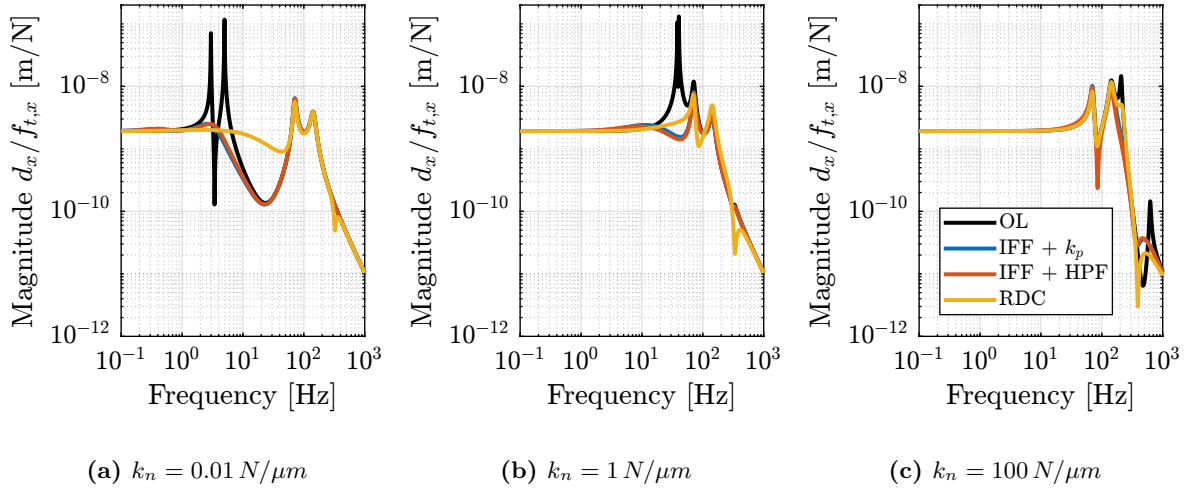 Magnitude d_x/f_{t,x} [m/N]
10^{-8}
10^{-10}
10^{-12}
10^{-1} 10^0 10^1 10^2 10^3
Frequency [Hz]
(a) k_n = 0.01 N/μm
Magnitude d_x/f_{t,x} [m/N]
10^{-8}
10^{-10}
10^{-12}
10^{-1} 10^0 10^1 10^2 10^3
Frequency [Hz]
(b) k_n = 1 N/μm
Magnitude d_x/f_{t,x} [m/N]
10^{-8}
10^{-10}
10^{-12}
OL
IFF + k_p
IFF + HPF
RDC
10^{-1} 10^0 10^1 10^2 10^3
Frequency [Hz]
(c) k_n = 100 N/μm